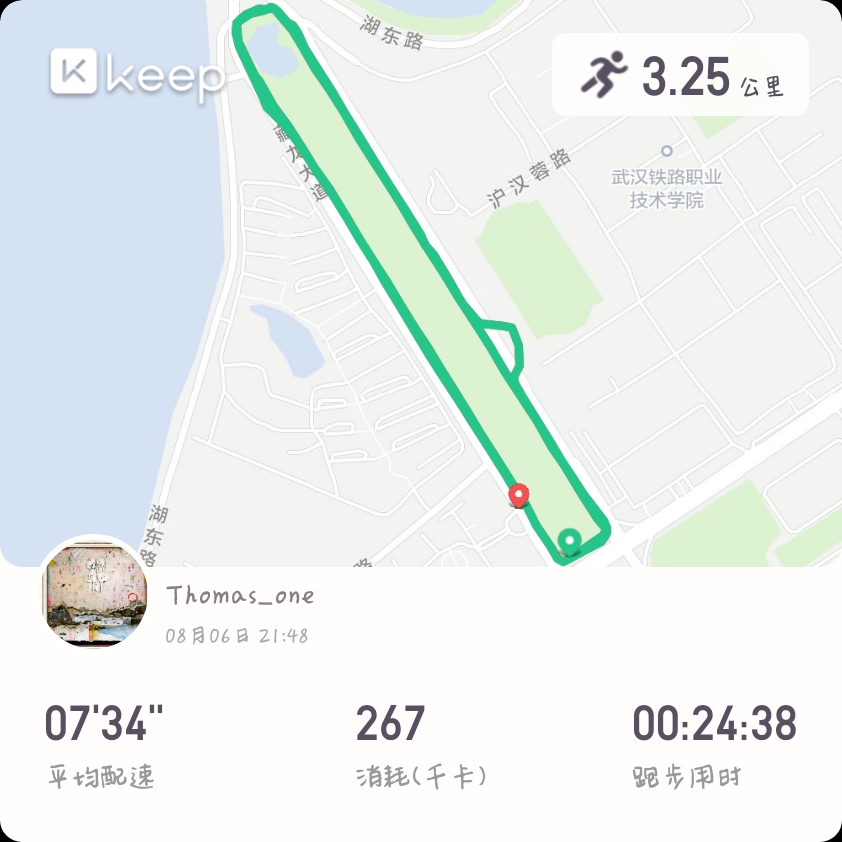 湖东路
keep
3.25 公里
藏龙大道
沪汉蓉路
武汉铁路职业
技术学院
湖东路
路
Thomas_one
08月06日 21:48
07'34" 267 00:24:38
平均配速 消耗(千卡) 跑步用时